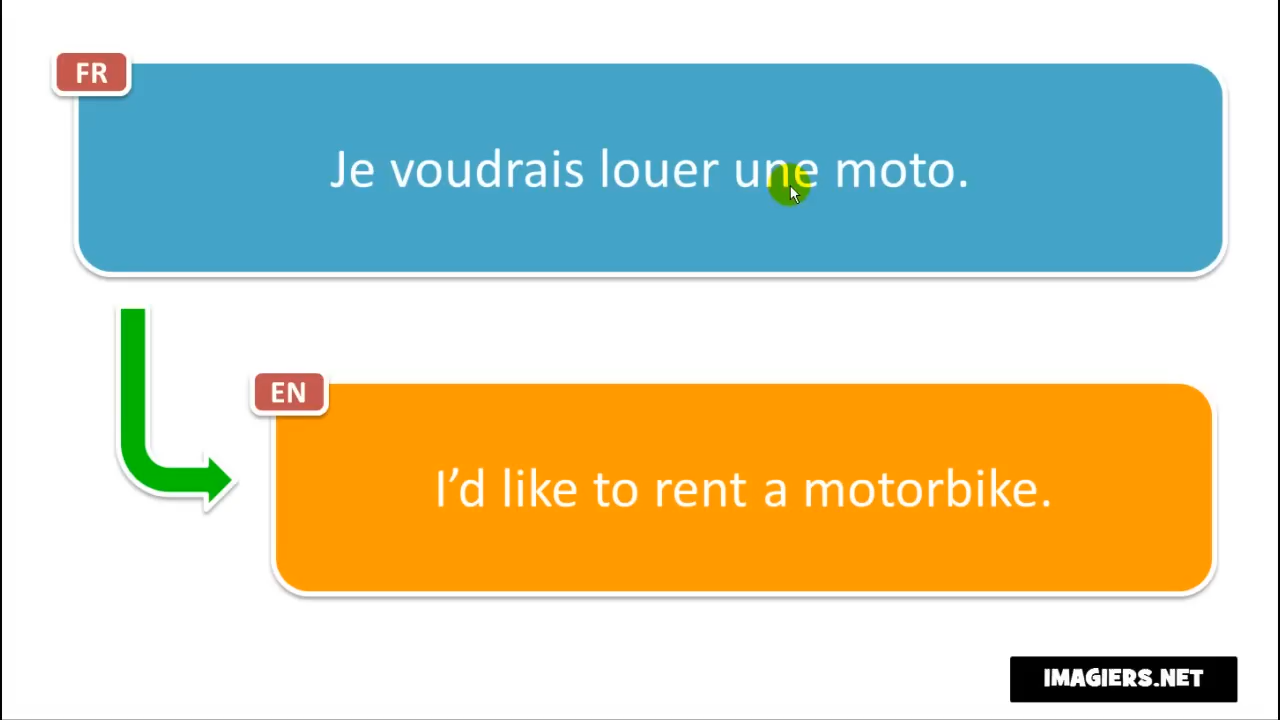 FR
Je voudrais louer une moto.
EN
I’d like to rent a motorbike.
IMAGIERS.NET